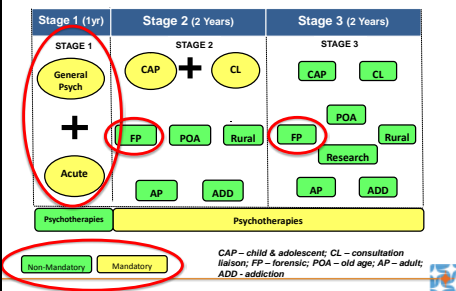 Stage 1 (1yr)
Stage 2 (2 Years)
Stage 3 (2 Years)
STAGE 1
STAGE 2
STAGE 3
General
Psych
+
Acute
CAP
+
CL
FP
POA
Rural
AP
ADD
CAP
CL
POA
FP
Rural
Research
AP
ADD
Psychotherapies
Psychotherapies
Non-Mandatory
Mandatory
CAP – child & adolescent; CL – consultation
liaison; FP – forensic; POA – old age; AP – adult;
ADD - addiction